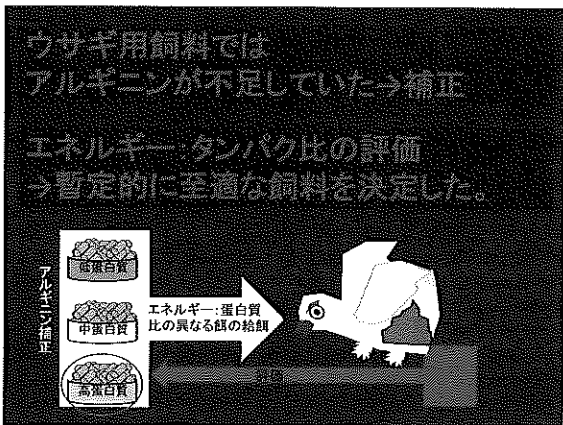 ウサギ用飼料では
アルギニンが不足していた→補正
エネルギー:タンパク比の評価
→暫定的に至適な飼料を決定した。
アルギニン補正
低蛋白質
中蛋白質
高蛋白質
エネルギー:蛋白質
比の異なる餌の給餌
評価